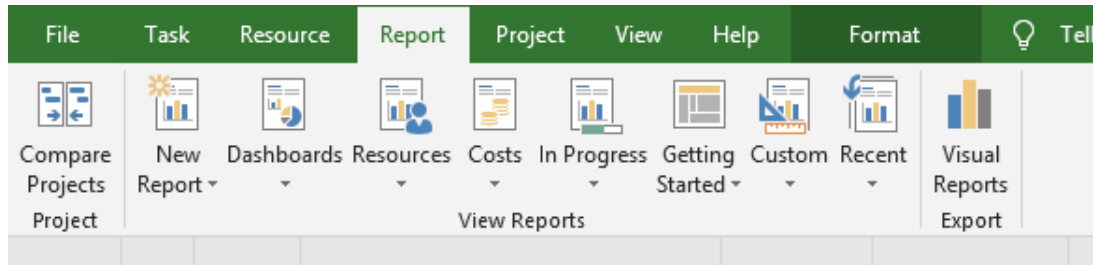 File Task Resource Report Project View Help Format Tell
Compare New Dashboards Resources Costs In Progress Getting Custom Recent Visual
Projects Report Started Reports
Project View Reports Export